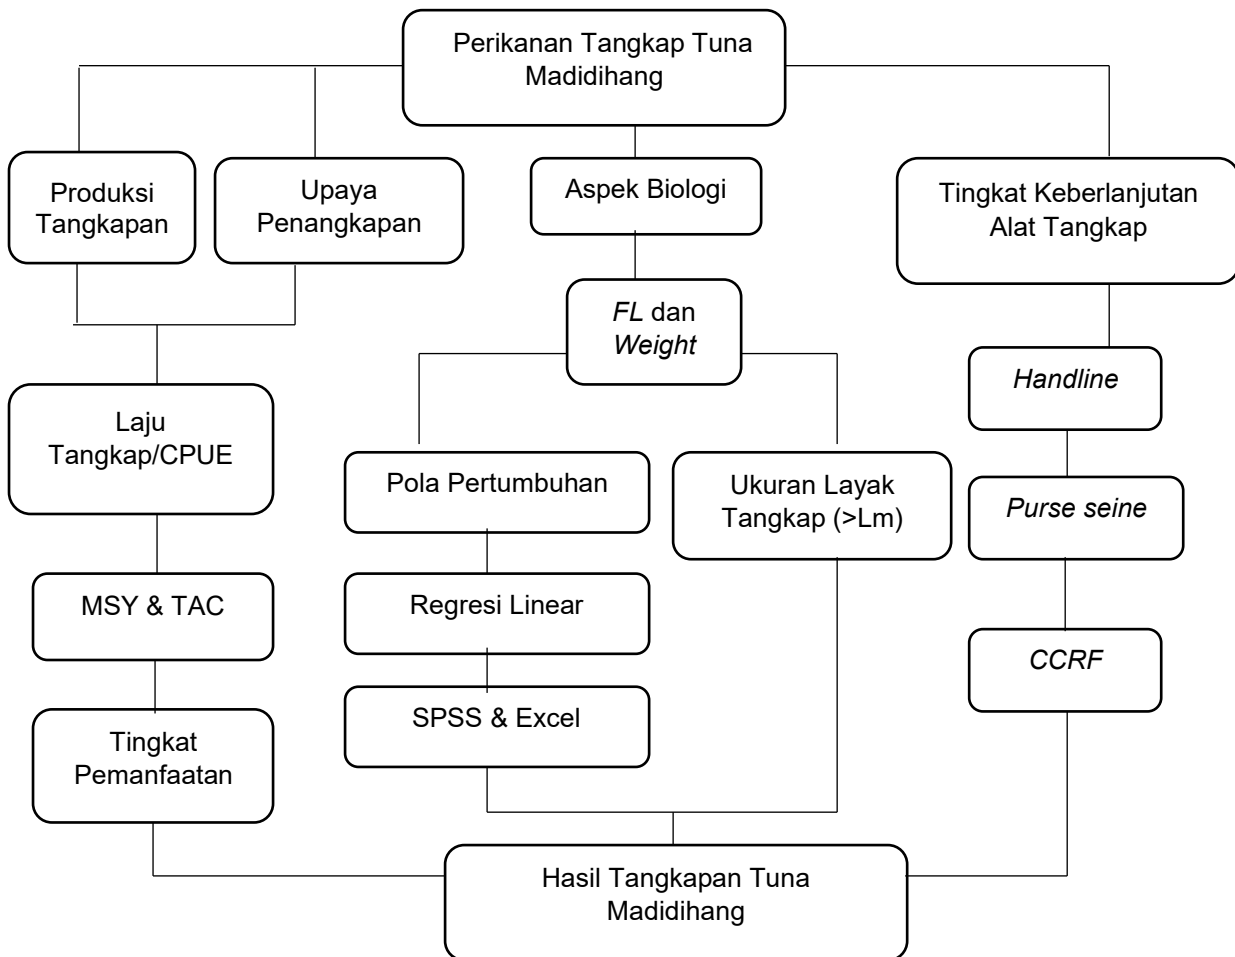 Perikanan Tangkap Tuna
Madidihang
Produksi
Tangkapan
Upaya
Penangkapan
Aspek Biologi
Tingkat Keberlanjutan
Alat Tangkap
FL dan
Weight
Handline
Laju
Tangkap/CPUE
Pola Pertumbuhan
Ukuran Layak
Tangkap (>Lm)
Purse seine
MSY & TAC
Regresi Linear
CCRF
SPSS & Excel
Tingkat
Pemanfaatan
Hasil Tangkapan Tuna
Madidihang